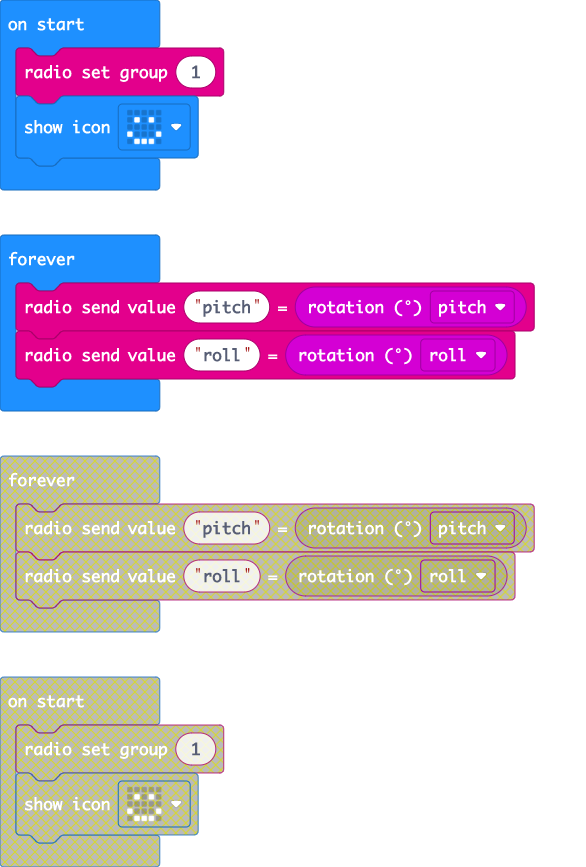 on start
radio set group 1
show icon
forever
radio send value "pitch" = rotation (°) pitch
radio send value "roll" = rotation (°) roll
forever
radio send value "pitch" = rotation (°) pitch
radio send value "roll" = rotation (°) roll
on start
radio set group 1
show icon